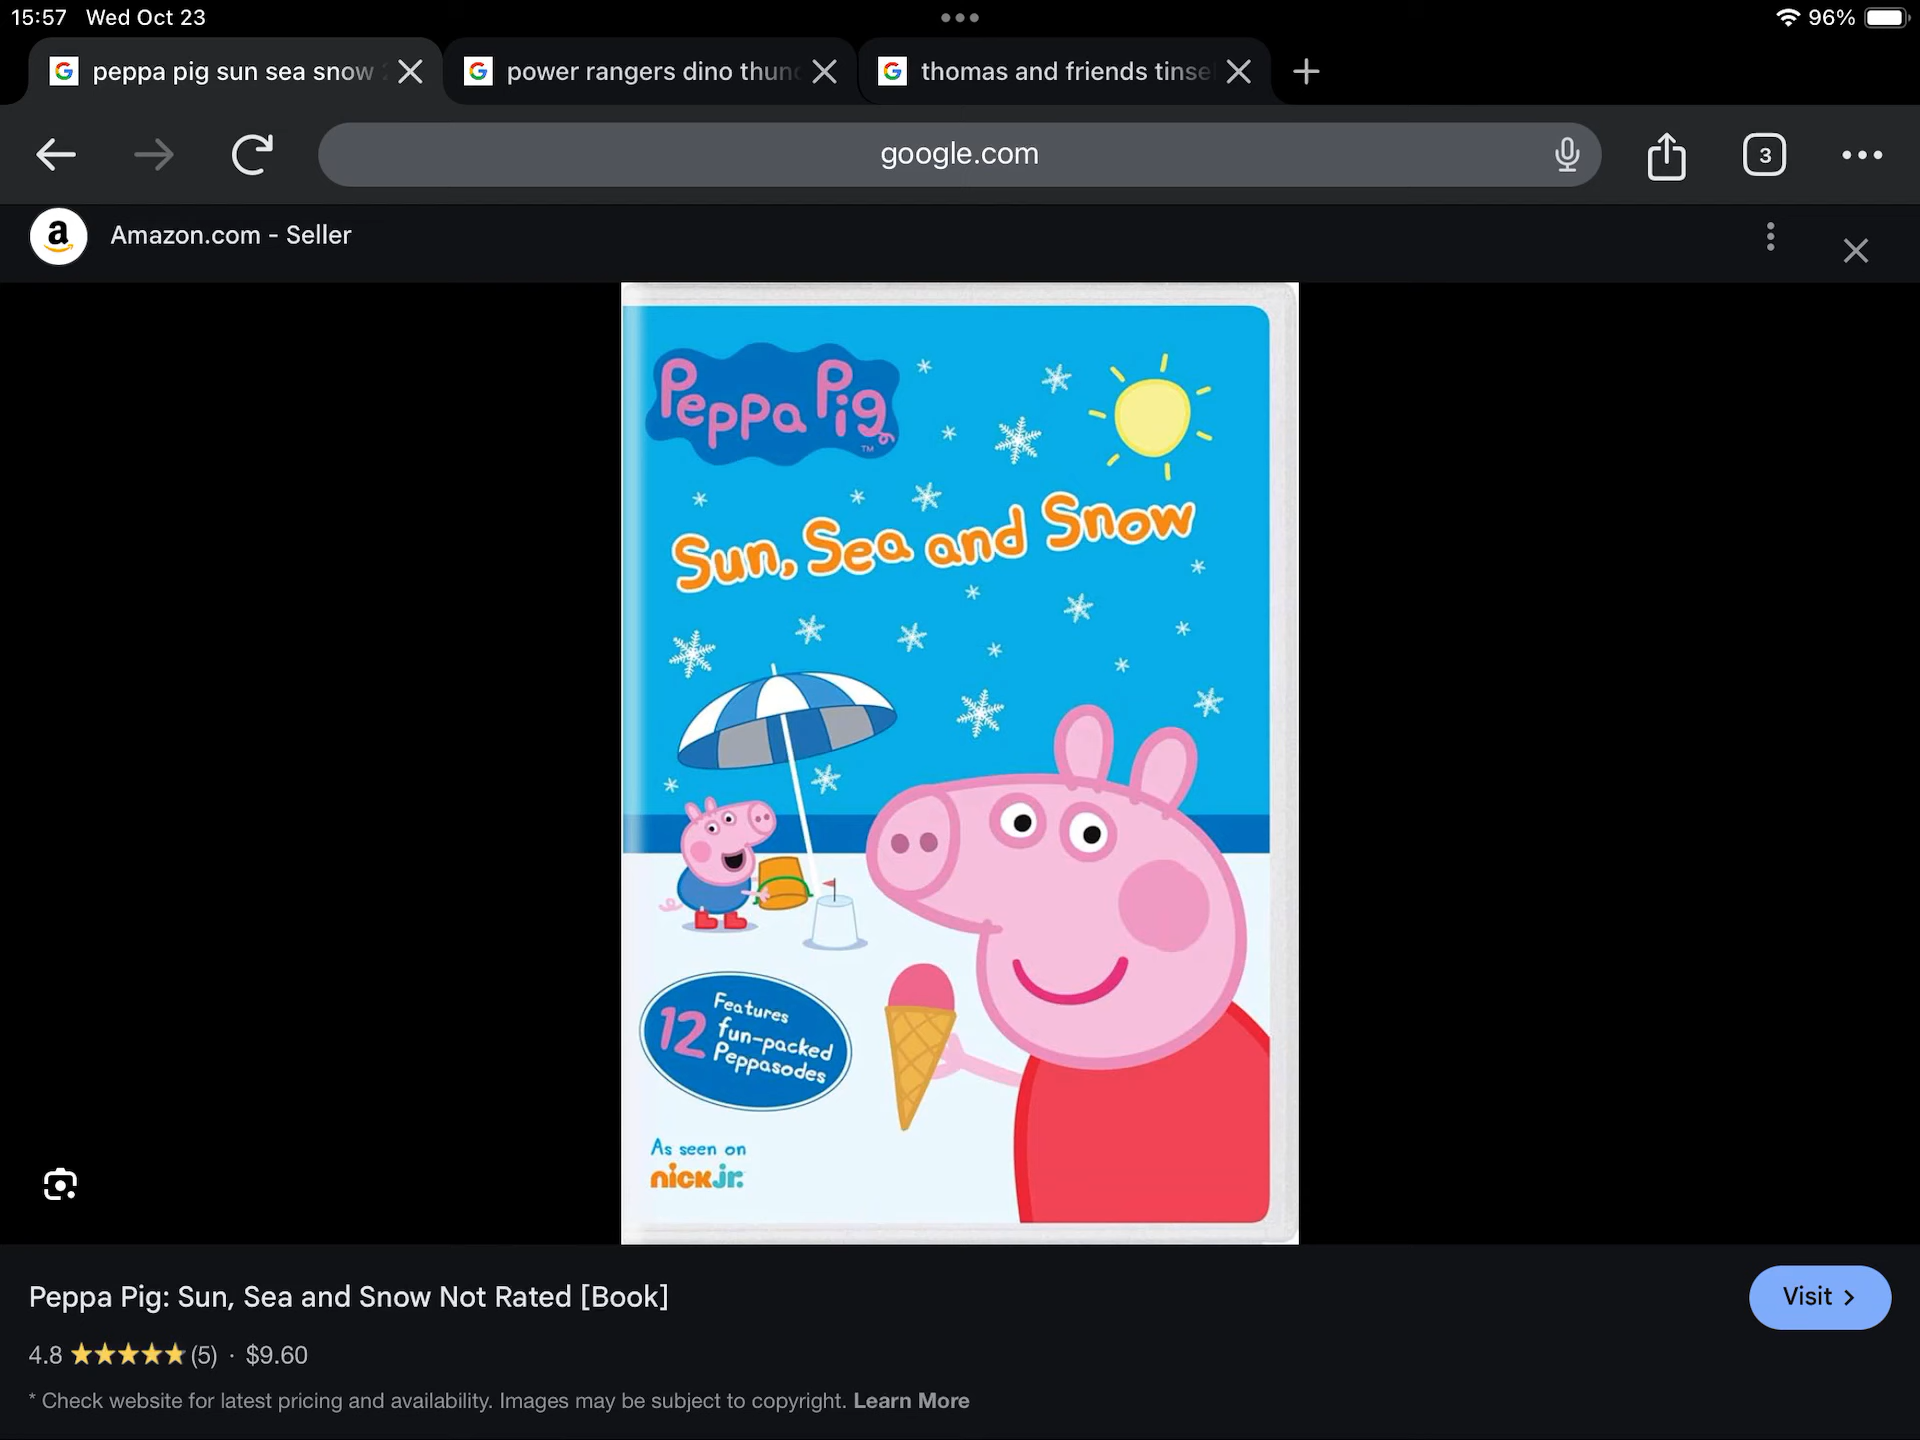 15:57 Wed Oct 23
96%
peppa pig sun sea snow
power rangers dino thun
thomas and friends tinse
google.com
3
Amazon.com - Seller
Peppa Pig
TM
Sun, Sea and Snow
Features
12 fun-packed
Peppasodes
As seen on
nick jr.
Peppa Pig: Sun, Sea and Snow Not Rated [Book]
Visit
4.8 (5) · $9.60
* Check website for latest pricing and availability. Images may be subject to copyright. Learn More